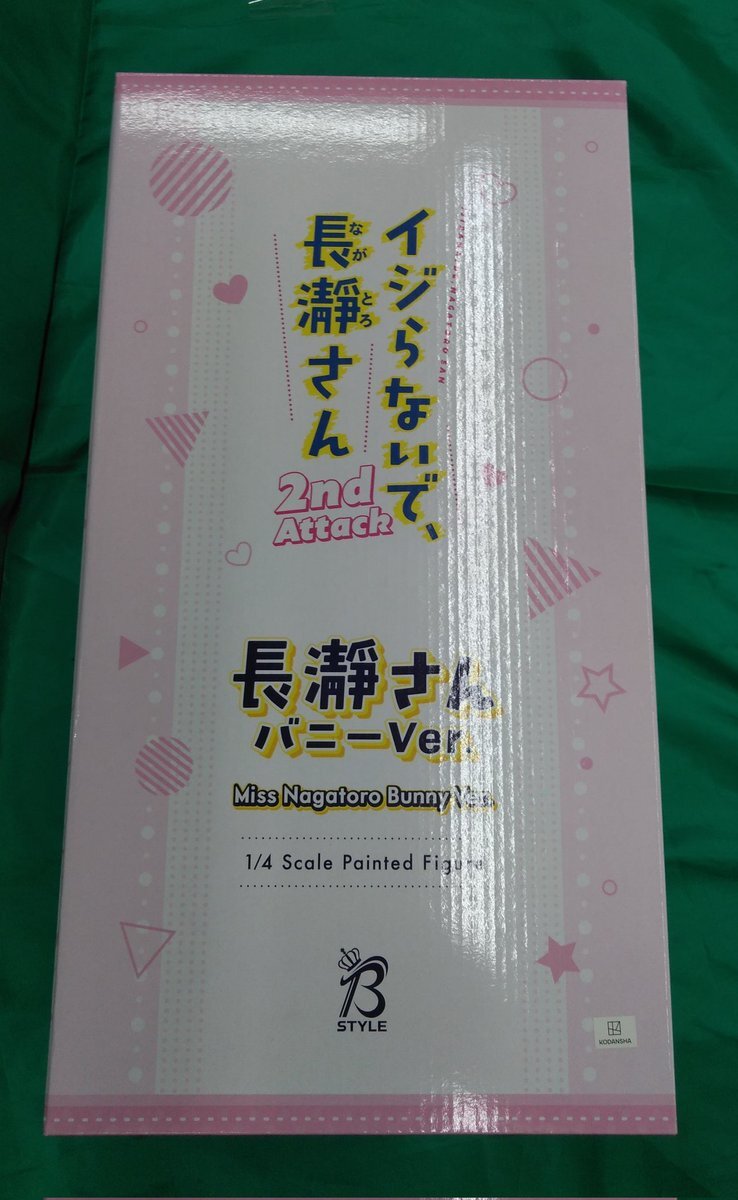 イジらないで、
長瀞さん
なが
とろ
2nd
Attack
長瀞さん
バニーVer.
Miss Nagatoro Bunny Ver.
1/4 Scale Painted Figure
B
STYLE
KODANSHA